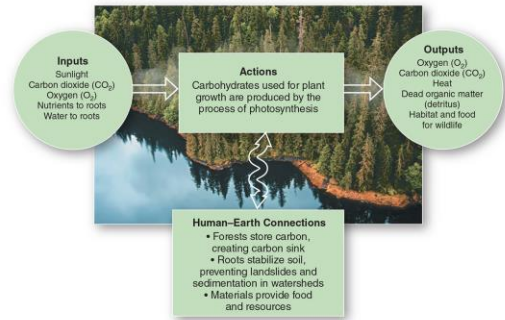 Inputs
Sunlight
Carbon dioxide (CO₂)
Oxygen (O₂)
Nutrients to roots
Water to roots
Actions
Carbohydrates used for plant
growth are produced by the
process of photosynthesis
Outputs
Oxygen (O₂)
Carbon dioxide (CO₂)
Heat
Dead organic matter
(detritus)
Habitat and food
for wildlife
Human–Earth Connections
• Forests store carbon,
creating carbon sink
• Roots stabilize soil,
preventing landslides and
sedimentation in watersheds
• Materials provide food
and resources